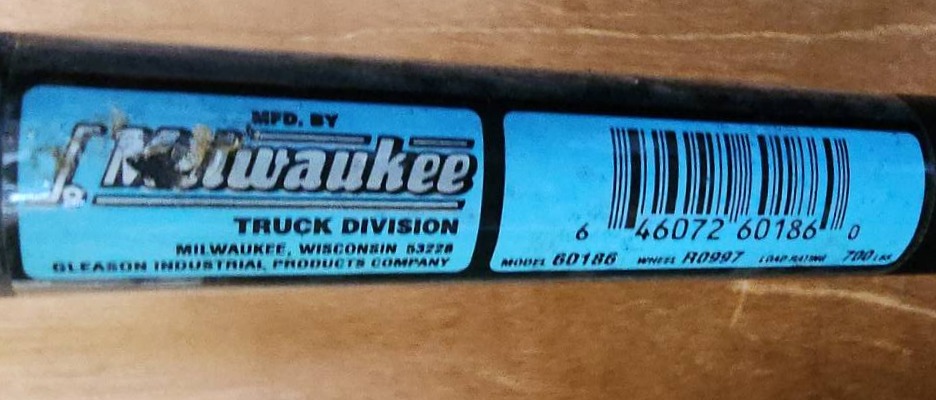 MFD. BY
Milwaukee
TRUCK DIVISION
MILWAUKEE, WISCONSIN 53228
GLEASON INDUSTRIAL PRODUCTS COMPANY
6 46072 60186 0
MODEL 60186 WHEEL R0997 LOAD RATING 700 LBS